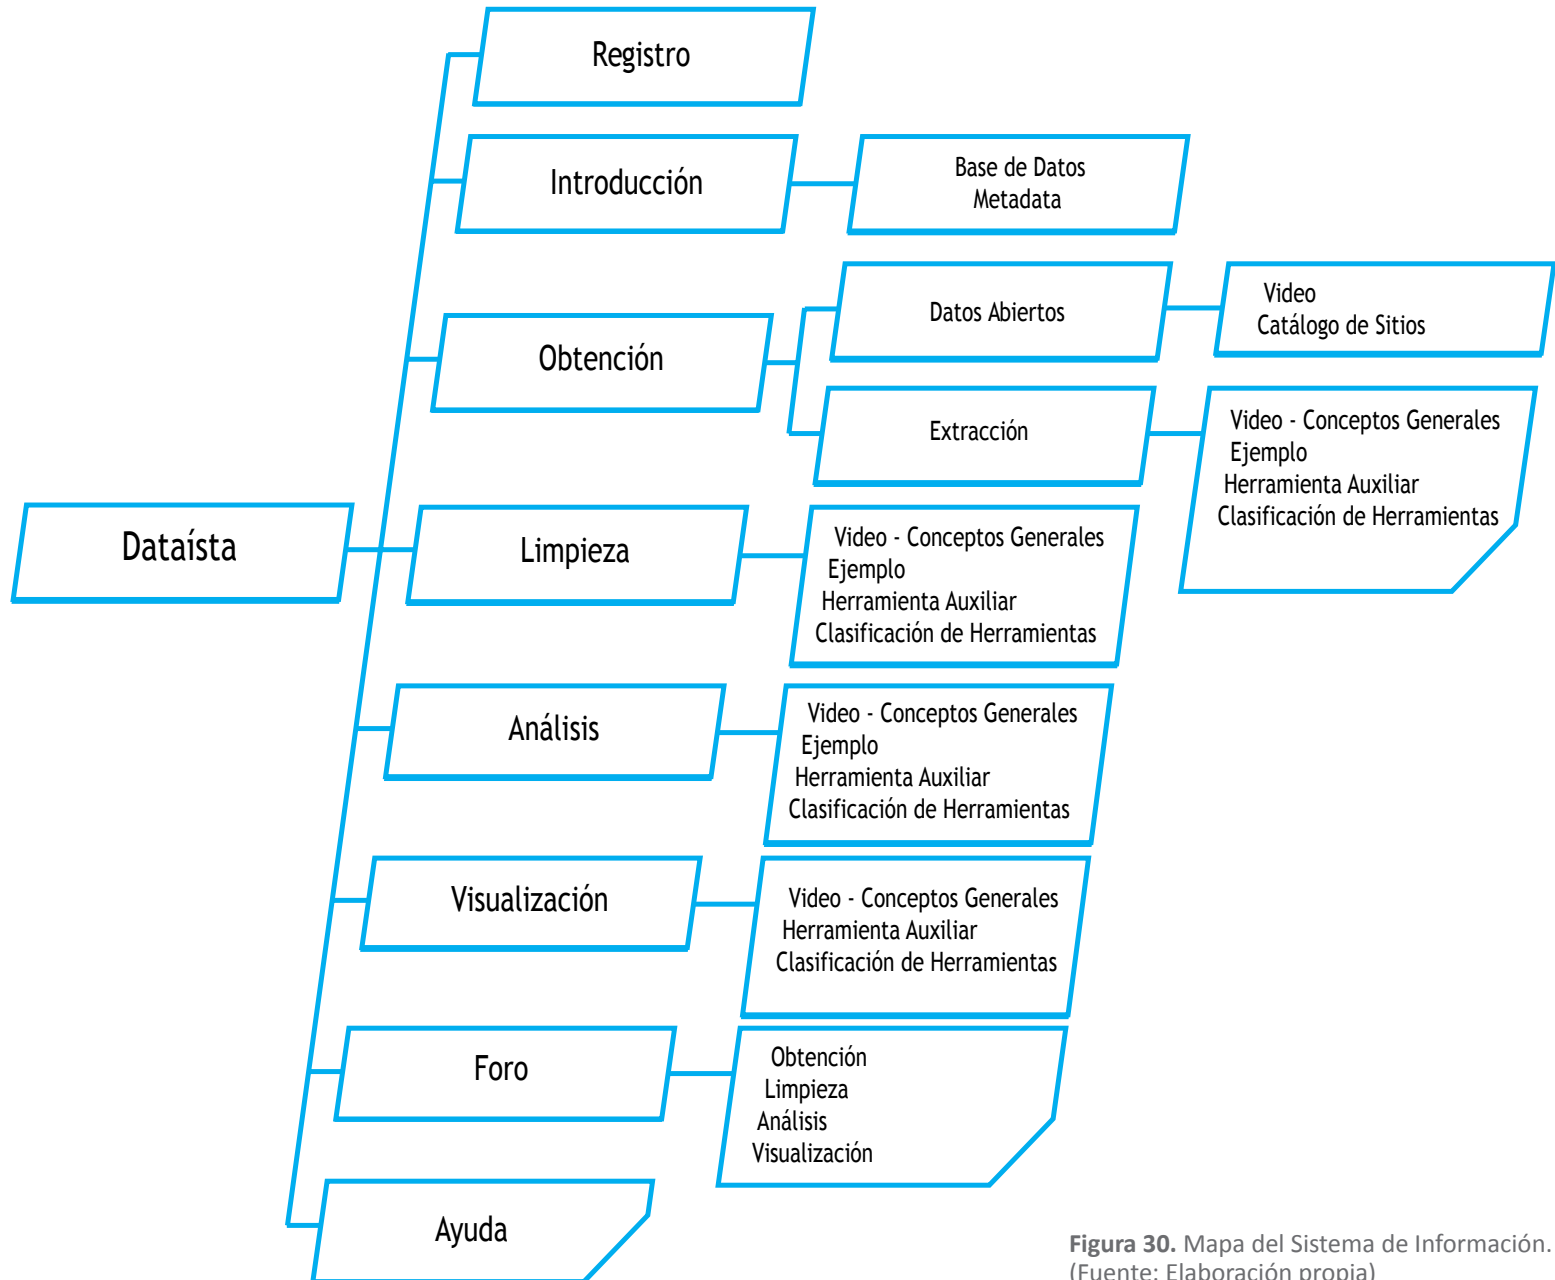 Registro
Introducción
Base de Datos
Metadata
Obtención
Datos Abiertos
Video
Catálogo de Sitios
Extracción
Video - Conceptos Generales
Ejemplo
Herramienta Auxiliar
Clasificación de Herramientas
Dataísta
Limpieza
Video - Conceptos Generales
Ejemplo
Herramienta Auxiliar
Clasificación de Herramientas
Análisis
Video - Conceptos Generales
Ejemplo
Herramienta Auxiliar
Clasificación de Herramientas
Visualización
Video - Conceptos Generales
Herramienta Auxiliar
Clasificación de Herramientas
Foro
Obtención
Limpieza
Análisis
Visualización
Ayuda
Figura 30. Mapa del Sistema de Información.
(Fuente: Elaboración propia)